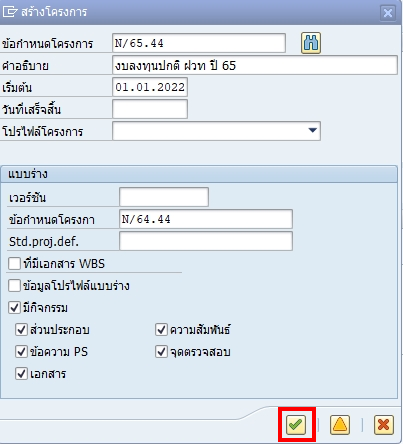 สร้างโครงการ
ข้อกำหนดโครงการ N/65.44
คำอธิบาย งบลงทุนปกติ ฝวท ปี 65
เริ่มต้น 01.01.2022
วันที่เสร็จสิ้น
โปรไฟล์โครงการ
แบบร่าง
เวอร์ชัน
ข้อกำหนดโครงกา N/64.44
Std.proj.def.
ที่มีเอกสาร WBS
ข้อมูลโปรไฟล์แบบร่าง
มีกิจกรรม
ส่วนประกอบ ความสัมพันธ์
ข้อความ PS จุดตรวจสอบ
เอกสาร